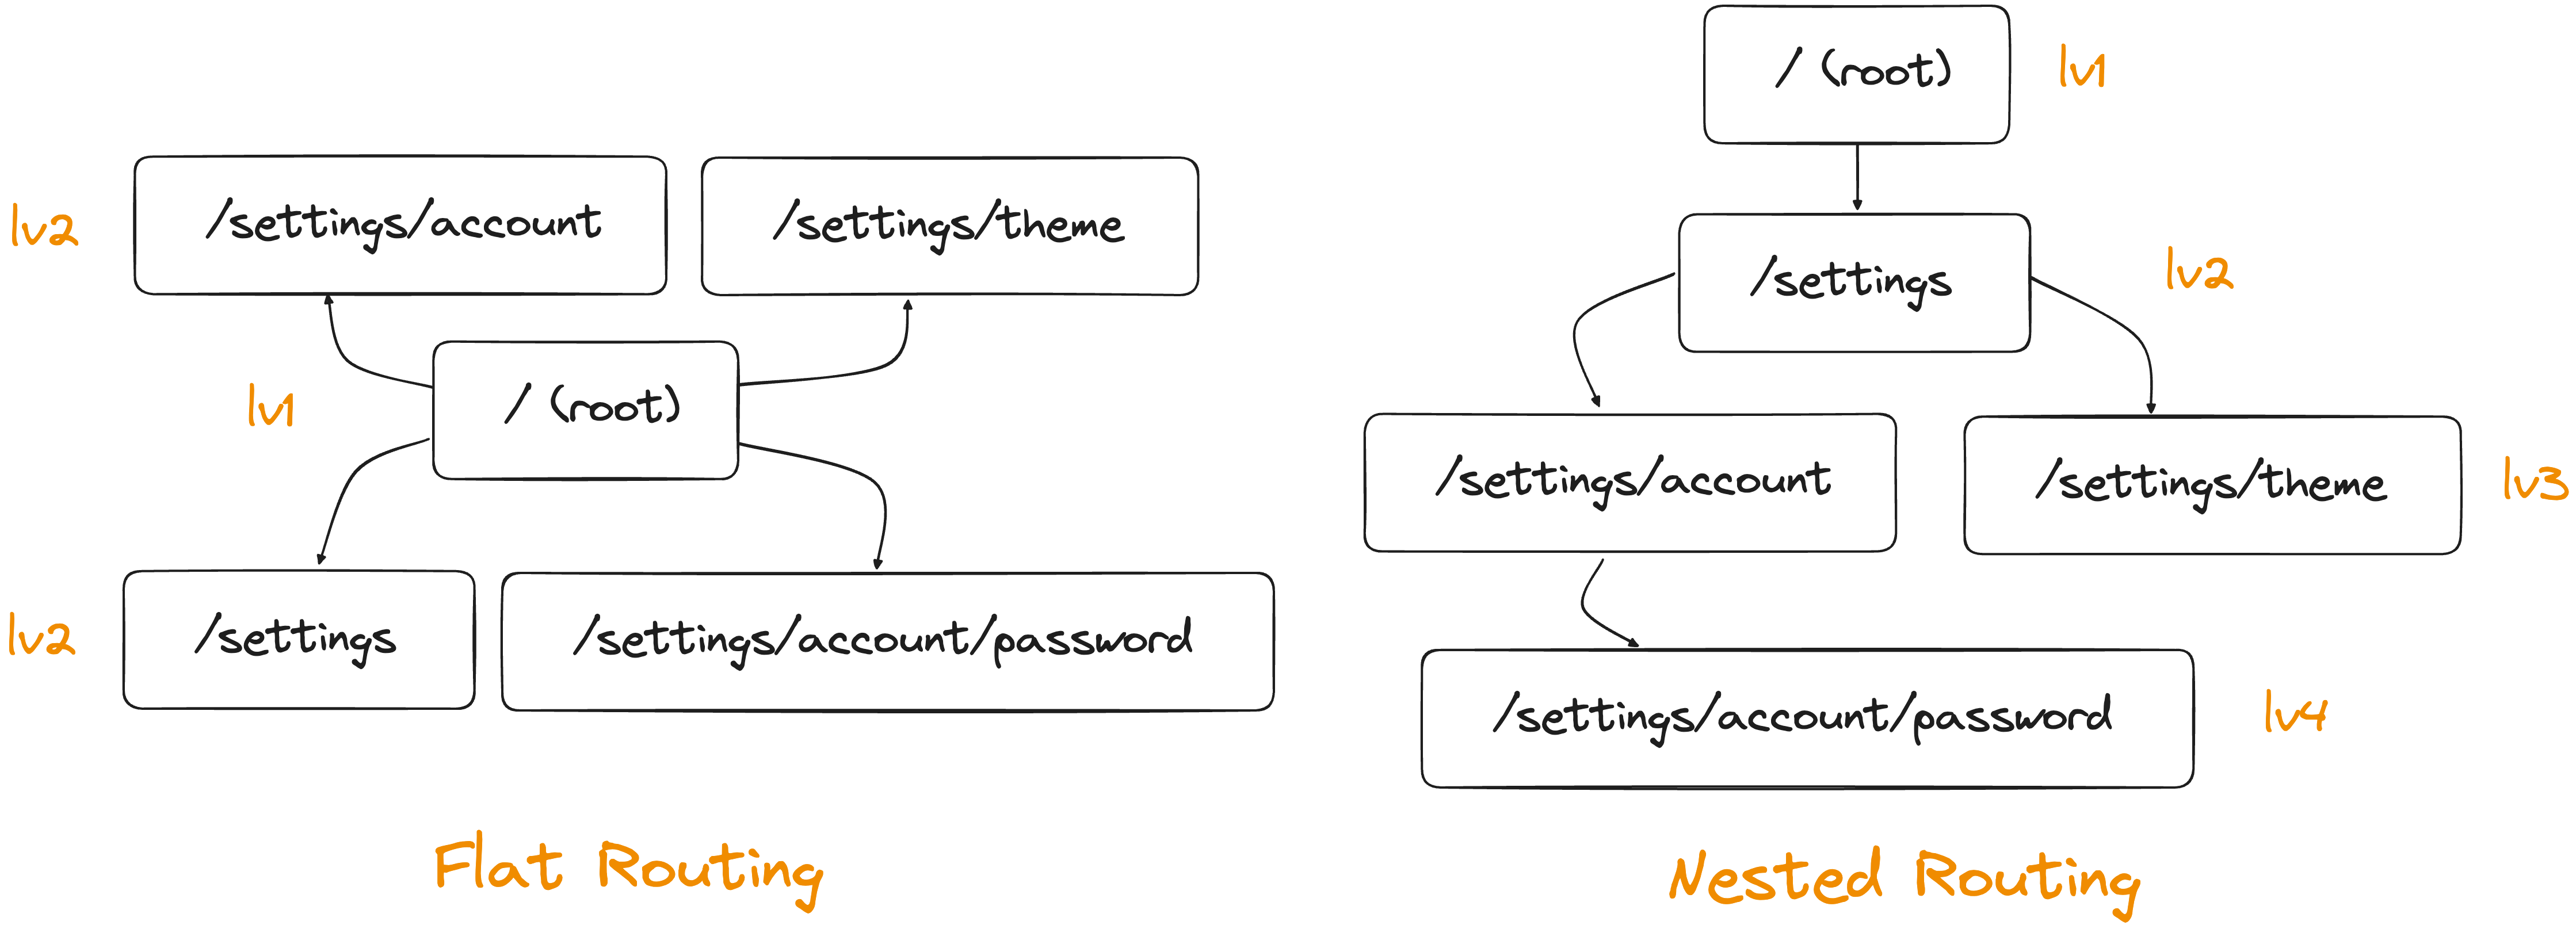 lv2
/settings/account
/settings/theme
lv1
/ (root)
lv2
/settings
/settings/account/password
Flat Routing
/ (root)
lv1
/settings
lv2
/settings/account
/settings/theme
lv3
/settings/account/password
lv4
Nested Routing